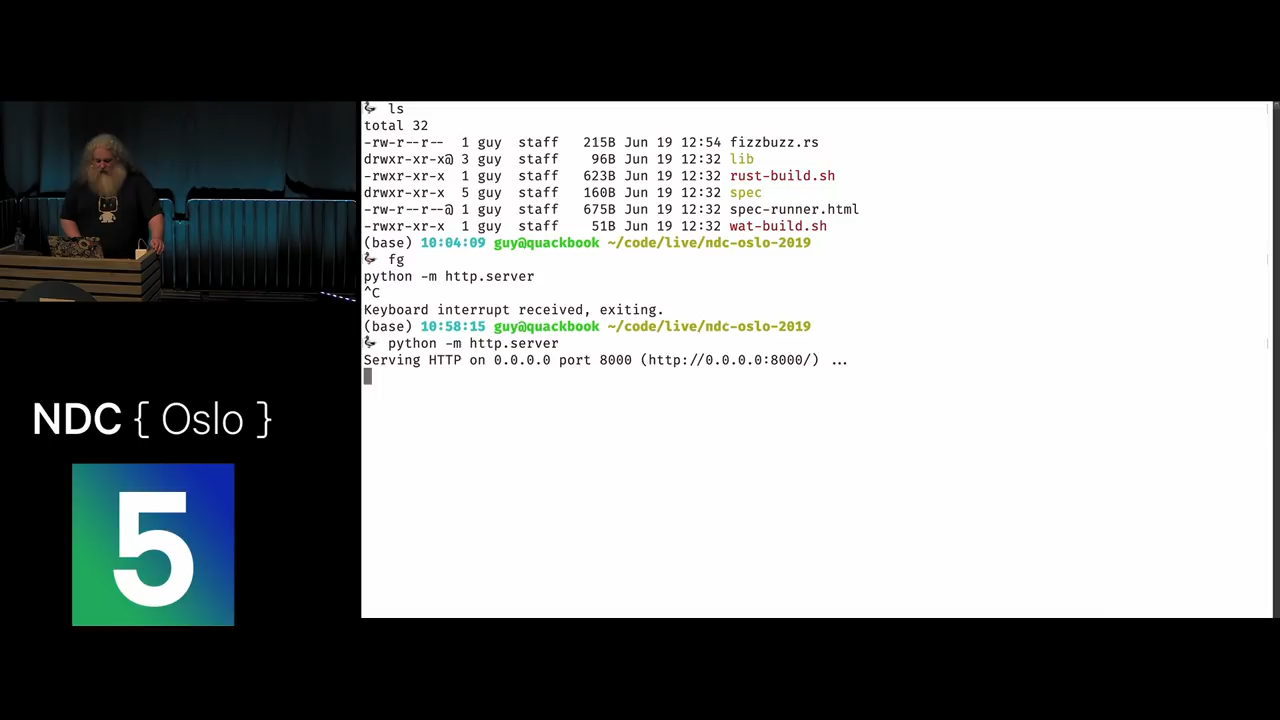 🦆 ls
total 32
-rw-r--r--  1 guy  staff   215B Jun 19 12:54 fizzbuzz.rs
drwxr-xr-x@ 3 guy  staff    96B Jun 19 12:32 lib
-rwxr-xr-x  1 guy  staff   623B Jun 19 12:32 rust-build.sh
drwxr-xr-x  5 guy  staff   160B Jun 19 12:32 spec
-rw-r--r--@ 1 guy  staff   675B Jun 19 12:32 spec-runner.html
-rwxr-xr-x  1 guy  staff    51B Jun 19 12:32 wat-build.sh
(base) 10:04:09 guy@quackbook ~/code/live/ndc-oslo-2019
🦆 fg
python -m http.server
^C
Keyboard interrupt received, exiting.
(base) 10:58:15 guy@quackbook ~/code/live/ndc-oslo-2019
🦆 python -m http.server
Serving HTTP on 0.0.0.0 port 8000 (http://0.0.0.0:8000/) ...
NDC { Oslo }
5